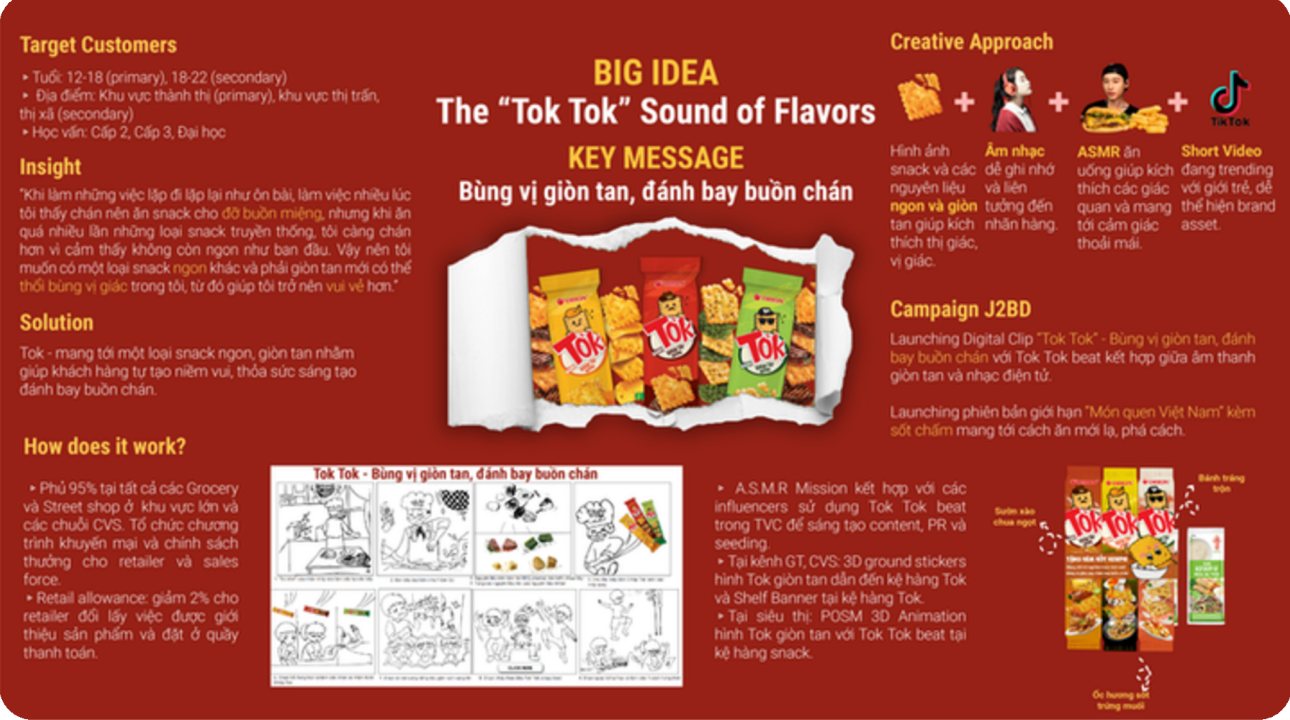 Target Customers
‣ Tuổi: 12-18 (primary), 18-22 (secondary)
‣ Địa điểm: Khu vực thành thị (primary), khu vực thị trấn,
thị xã (secondary)
‣ Học vấn: Cấp 2, Cấp 3, Đại học
Insight
"Khi làm những việc lặp đi lặp lại như ôn bài, làm việc nhiều lúc
tôi thấy chán nên ăn snack cho đỡ buồn miệng, nhưng khi ăn
quá nhiều lần những loại snack truyền thống, tôi càng chán
hơn vì cảm thấy không còn ngon như ban đầu. Vậy nên tôi
muốn có một loại snack ngon khác và phải giòn tan mới có thể
thổi bùng vị giác trong tôi, từ đó giúp tôi trở nên vui vẻ hơn."
Solution
Tok - mang tới một loại snack ngon, giòn tan nhằm
giúp khách hàng tự tạo niềm vui, thỏa sức sáng tạo
đánh bay buồn chán.
BIG IDEA
The “Tok Tok” Sound of Flavors
KEY MESSAGE
Bùng vị giòn tan, đánh bay buồn chán
Tok
Tok
Tok
Creative Approach
TikTok
Hình ảnh
snack và các
nguyên liệu
ngon và giòn
tan giúp kích
thích thị giác,
vị giác.
Âm nhạc
dễ ghi nhớ
và liên
tưởng đến
nhãn hàng.
ASMR ăn
uống giúp kích
thích các giác
quan và mang
tới cảm giác
thoải mái.
Short Video
đang trending
với giới trẻ, dễ
thể hiện brand
asset.
Campaign J2BD
Launching Digital Clip "Tok Tok" - Bùng vị giòn tan, đánh
bay buồn chán với Tok Tok beat kết hợp giữa âm thanh
giòn tan và nhạc điện tử.
Launching phiên bản giới hạn "Món quen Việt Nam" kèm
sốt chấm mang tới cách ăn mới lạ, phá cách.
How does it work?
‣ Phủ 95% tại tất cả các Grocery
và Street shop ở khu vực lớn và
các chuỗi CVS. Tổ chức chương
trình khuyến mại và chính sách
thưởng cho retailer và sales
force.
‣ Retail allowance: giảm 2% cho
retailer đổi lấy việc được giới
thiệu sản phẩm và đặt ở quầy
thanh toán.
Tok Tok - Bùng vị giòn tan, đánh bay buồn chán
‣ A.S.M.R Mission kết hợp với các
influencers sử dụng Tok Tok beat
trong TVC để sáng tạo content, PR và
seeding.
‣ Tại kênh GT, CVS: 3D ground stickers
hình Tok giòn tan dẫn đến kệ hàng Tok
và Shelf Banner tại kệ hàng Tok.
‣ Tại siêu thị: POSM 3D Animation
hình Tok giòn tan với Tok Tok beat tại
kệ hàng snack.
Sườn xào
chua ngọt
Bánh tráng
trộn
Tok
Tok
Tok
Ốc hương sốt
trứng muối